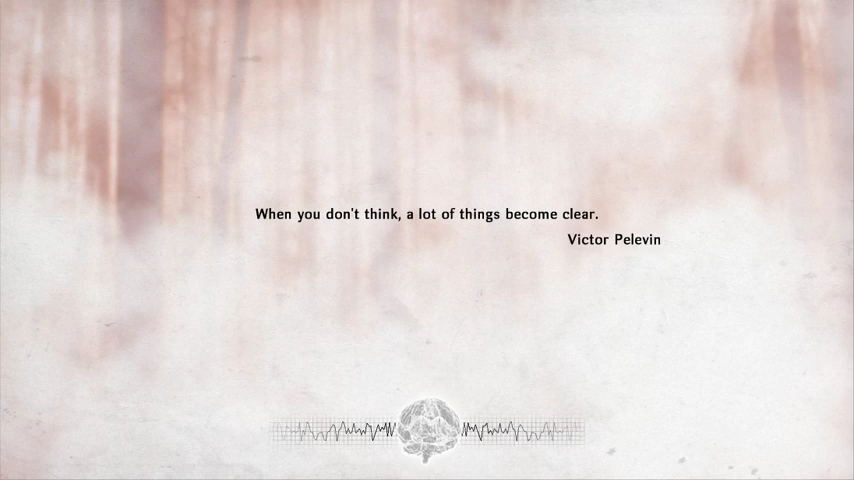 When you don't think, a lot of things become clear.
Victor Pelevin